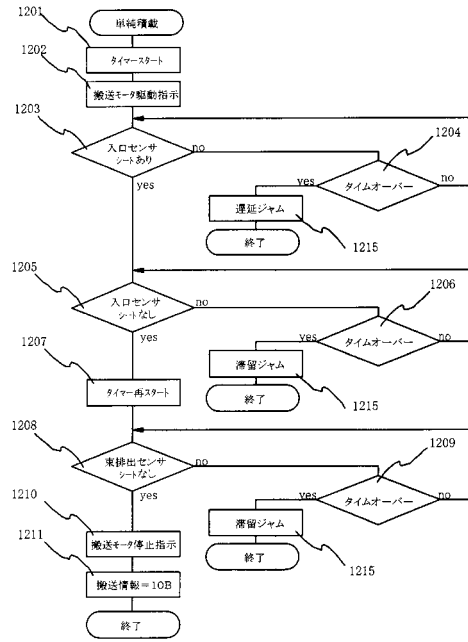 1201
単純積載
1202
タイマースタート
搬送モータ駆動指示
1203
入口センサ
シートあり
no
yes
1204
タイムオーバー
yes
no
遅延ジャム
終了
1215
1205
入口センサ
シートなし
no
yes
1206
タイムオーバー
yes
no
1207
タイマー再スタート
滞留ジャム
終了
1215
1208
束排出センサ
シートなし
no
yes
1209
タイムオーバー
yes
no
1210
搬送モータ停止指示
滞留ジャム
終了
1215
1211
搬送情報=10B
終了